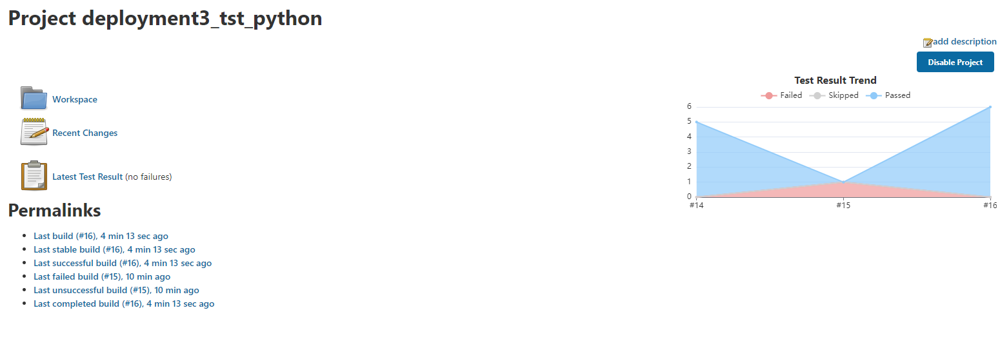 Project deployment3_tst_python
add description
Disable Project
Workspace
Recent Changes
Latest Test Result (no failures)
Test Result Trend
Failed Skipped Passed
6
5
4
3
2
1
0
#14 #15 #16
Permalinks
Last build (#16), 4 min 13 sec ago
Last stable build (#16), 4 min 13 sec ago
Last successful build (#16), 4 min 13 sec ago
Last failed build (#15), 10 min ago
Last unsuccessful build (#15), 10 min ago
Last completed build (#16), 4 min 13 sec ago